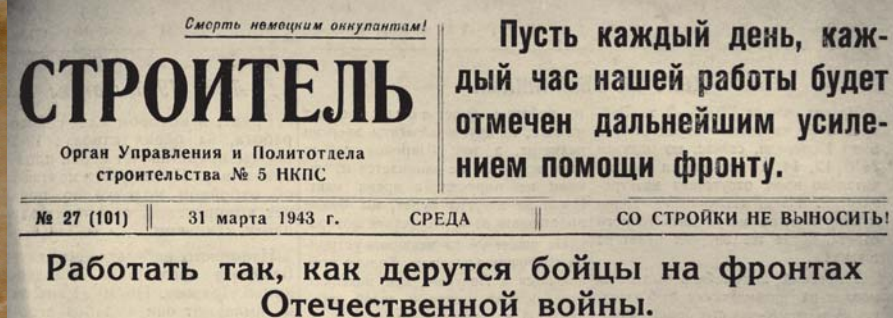 Смерть немецким оккупантам!
СТРОИТЕЛЬ
Орган Управления и Политотдела
строительства № 5 НКПС
Пусть каждый день, каж-
дый час нашей работы будет
отмечен дальнейшим усиле-
нием помощи фронту.
№ 27 (101) 31 марта 1943 г. СРЕДА СО СТРОЙКИ НЕ ВЫНОСИТЬ!
Работать так, как дерутся бойцы на фронтах
Отечественной войны.